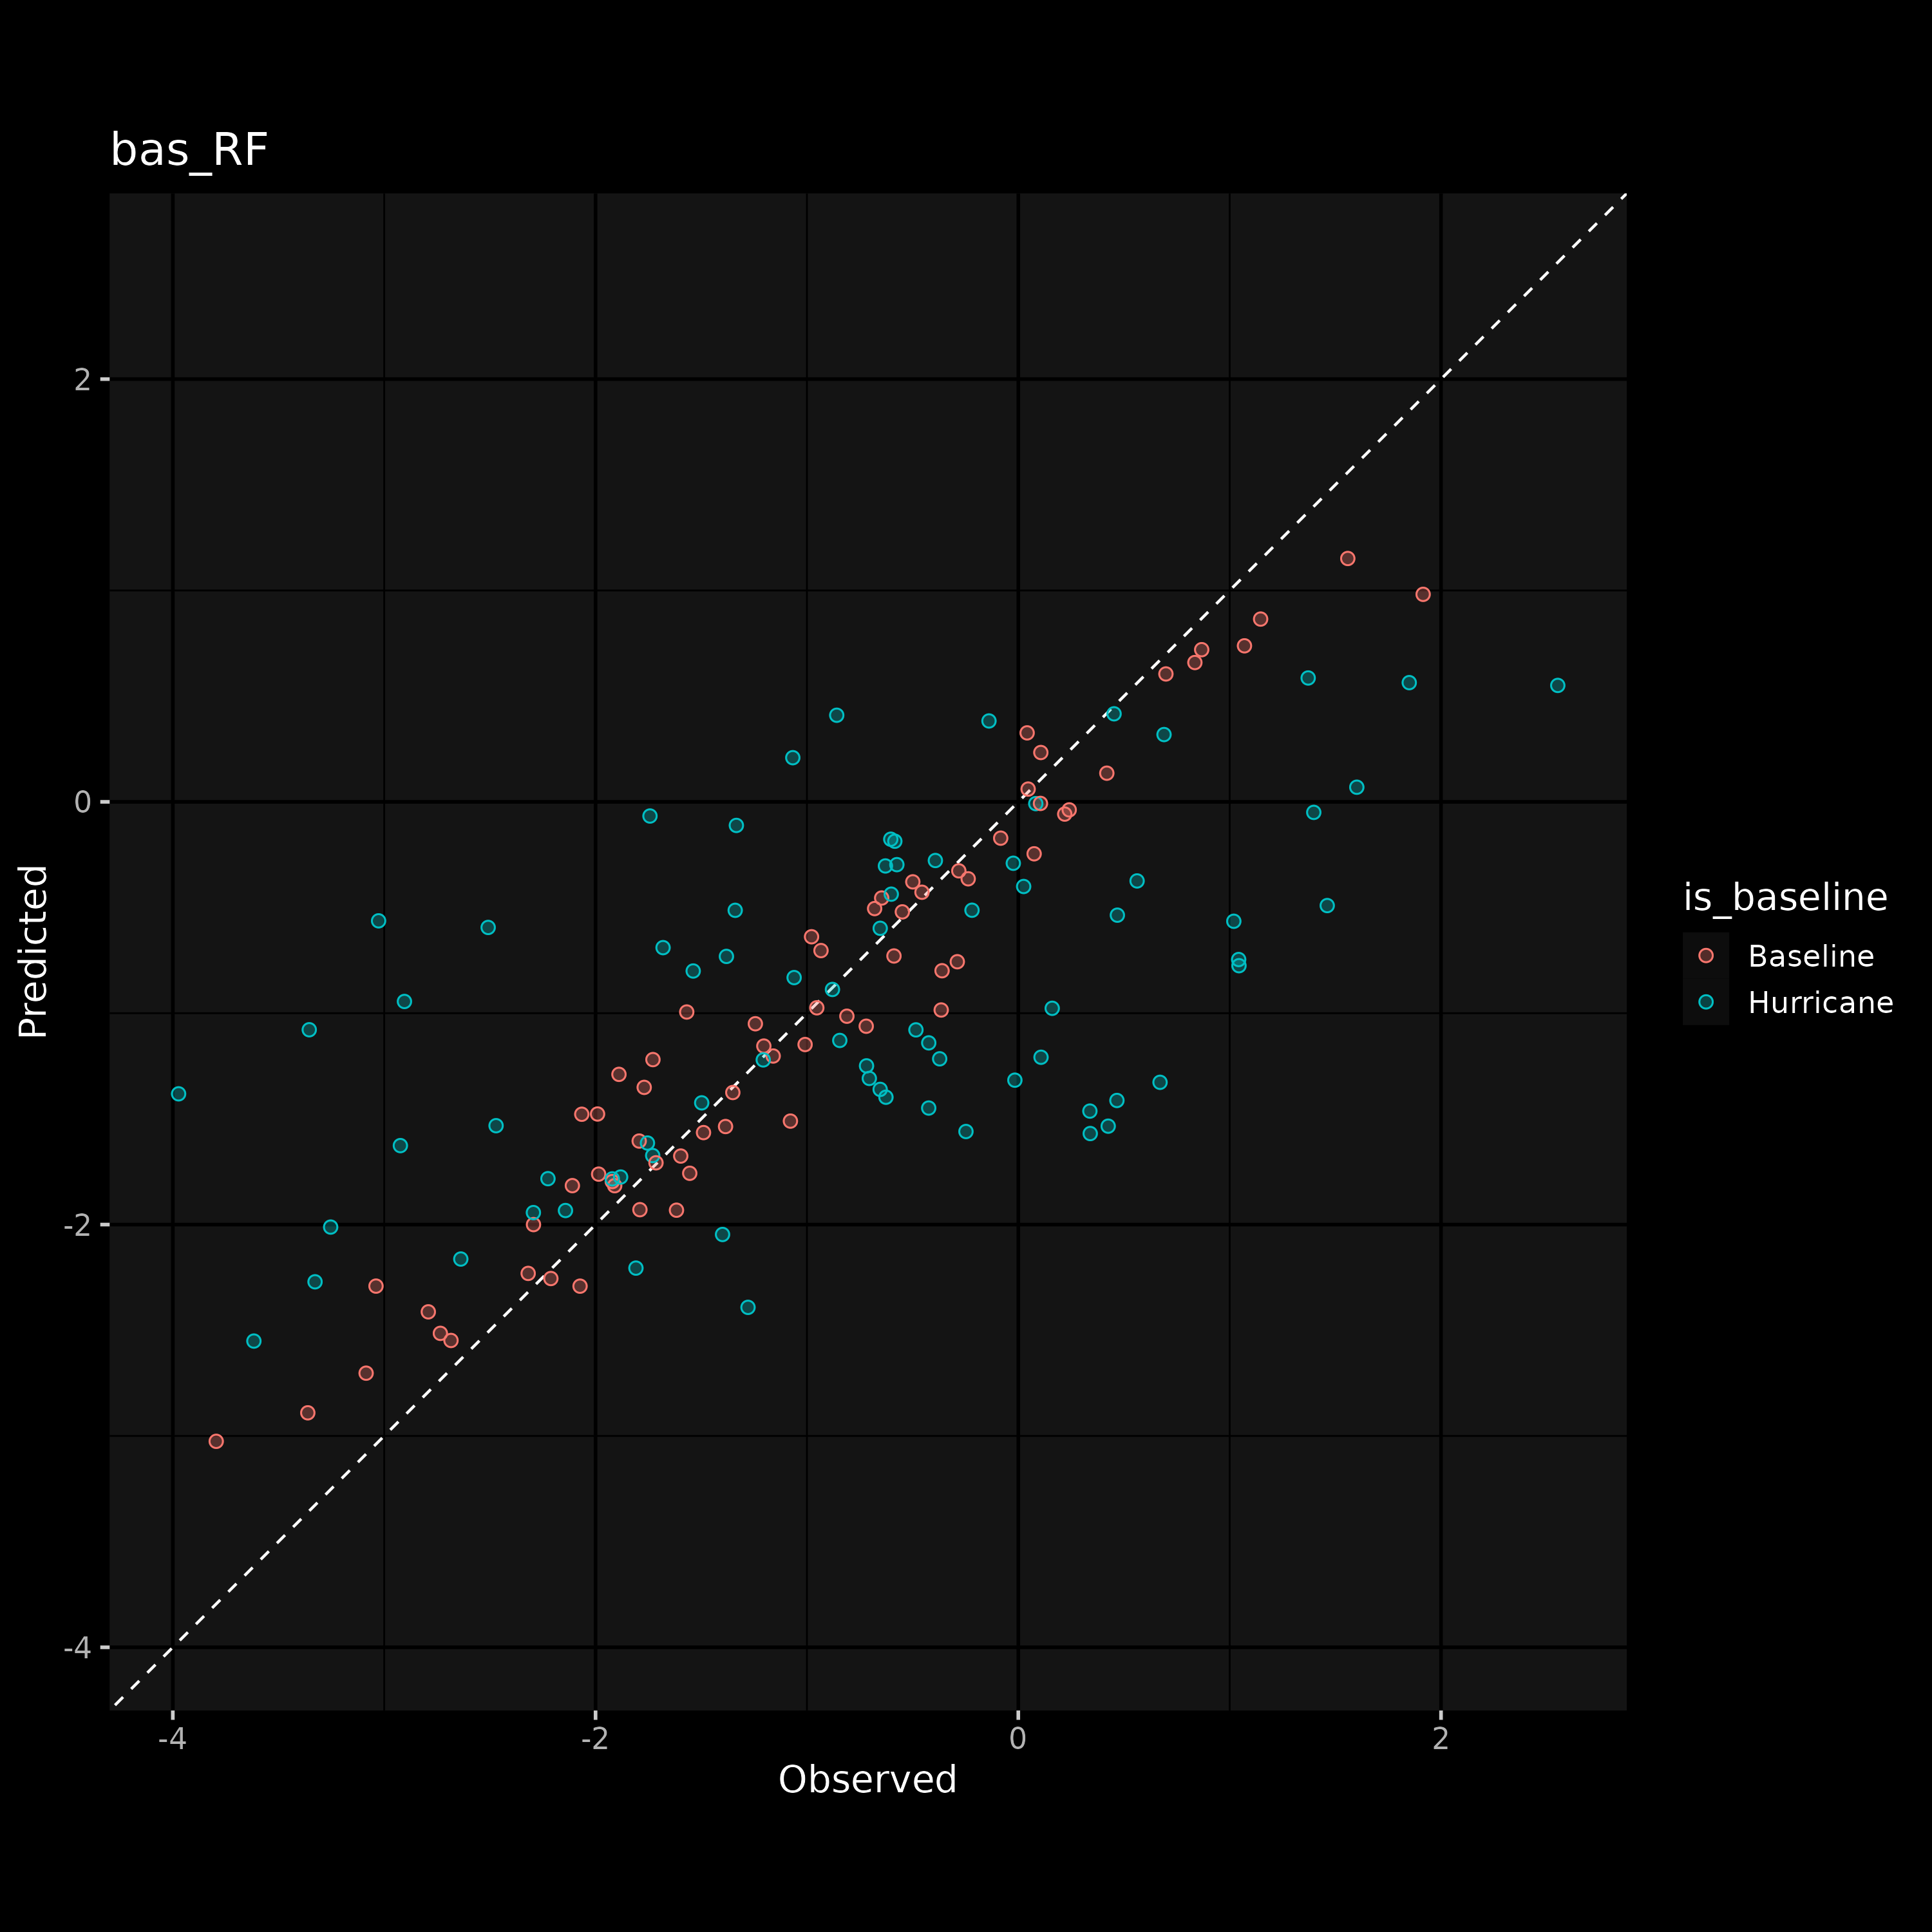 bas_RF
2
0
-2
-4
Predicted
-4
-2
0
2
Observed
is_baseline
Baseline
Hurricane